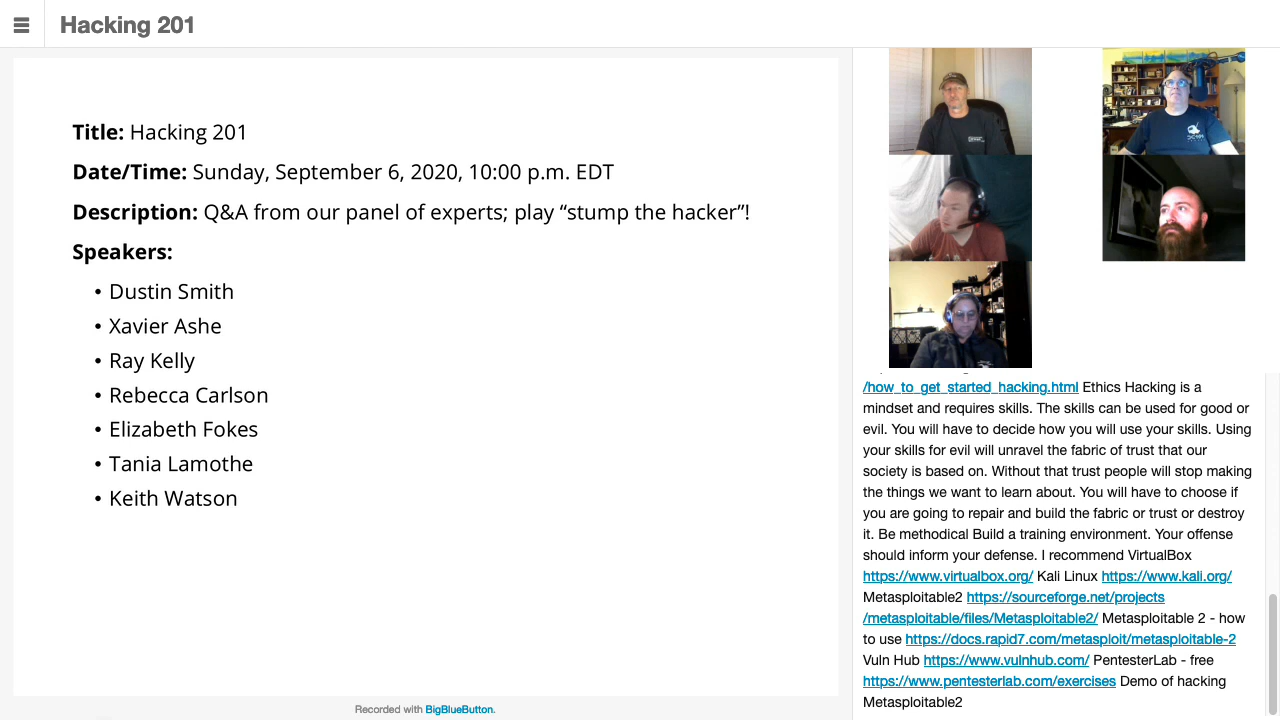 Hacking 201
Title: Hacking 201
Date/Time: Sunday, September 6, 2020, 10:00 p.m. EDT
Description: Q&A from our panel of experts; play “stump the hacker”!
Speakers:
• Dustin Smith
• Xavier Ashe
• Ray Kelly
• Rebecca Carlson
• Elizabeth Fokes
• Tania Lamothe
• Keith Watson
Recorded with BigBlueButton.
/how_to_get_started_hacking.html Ethics Hacking is a
mindset and requires skills. The skills can be used for good or
evil. You will have to decide how you will use your skills. Using
your skills for evil will unravel the fabric of trust that our
society is based on. Without that trust people will stop making
the things we want to learn about. You will have to choose if
you are going to repair and build the fabric or trust or destroy
it. Be methodical Build a training environment. Your offense
should inform your defense. I recommend VirtualBox
https://www.virtualbox.org/ Kali Linux https://www.kali.org/
Metasploitable2 https://sourceforge.net/projects
/metasploitable/files/Metasploitable2/ Metasploitable 2 - how
to use https://docs.rapid7.com/metasploit/metasploitable-2
Vuln Hub https://www.vulnhub.com/ PentesterLab - free
https://www.pentesterlab.com/exercises Demo of hacking
Metasploitable2